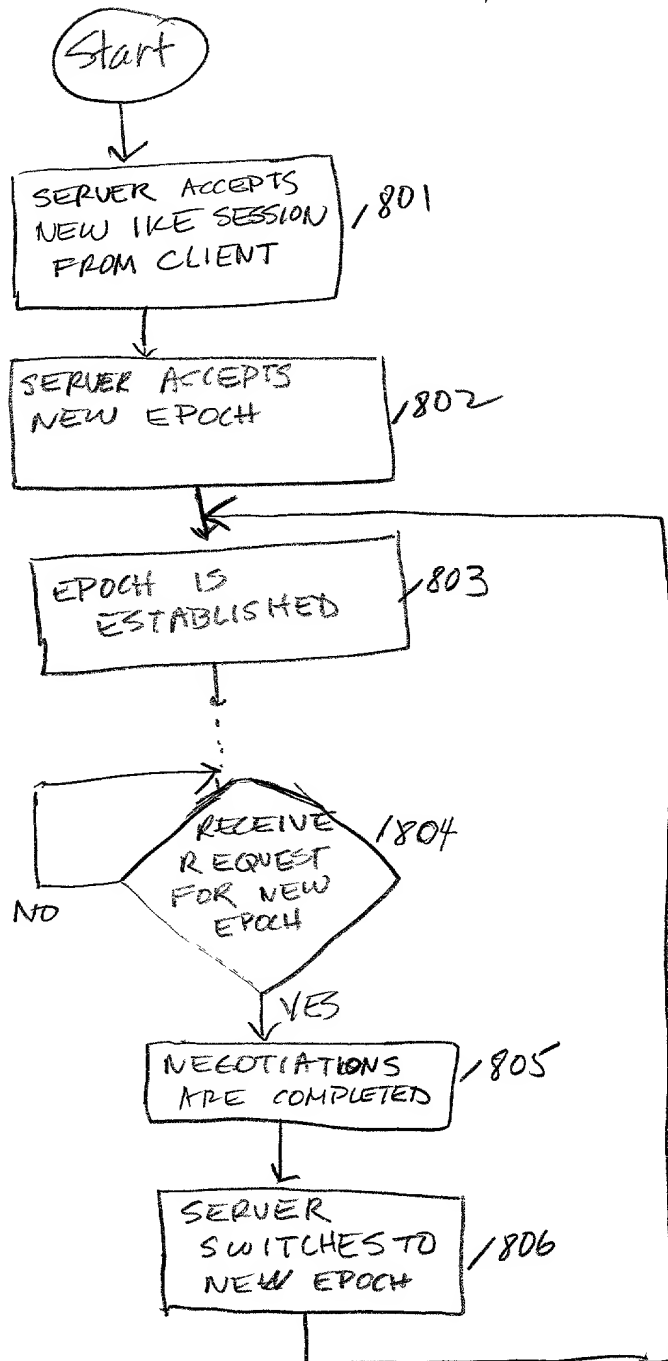 Start
SERVER ACCEPTS
NEW IKE SESSION
FROM CLIENT
801
SERVER ACCEPTS
NEW EPOCH
802
EPOCH IS
ESTABLISHED
803
RECEIVE
REQUEST
FOR NEW
EPOCH
804
NO
YES
NEGOTIATIONS
ARE COMPLETED
805
SERVER
SWITCHES TO
NEW EPOCH
806